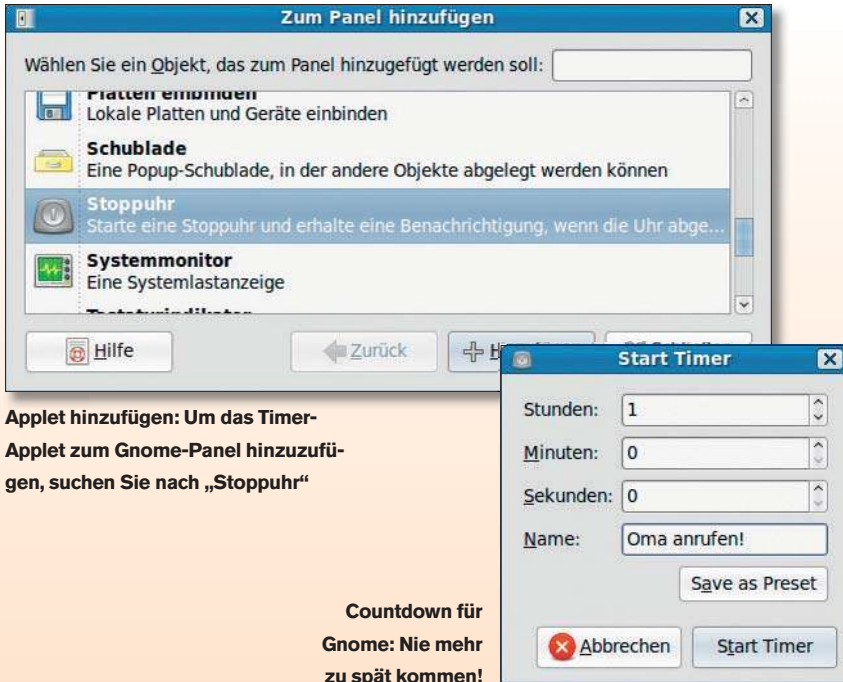 Zum Panel hinzufügen
Wählen Sie ein Objekt, das zum Panel hinzugefügt werden soll:
Platten einbinden
Lokale Platten und Geräte einbinden
Schublade
Eine Popup-Schublade, in der andere Objekte abgelegt werden können
Stoppuhr
Starte eine Stoppuhr und erhalte eine Benachrichtigung, wenn die Uhr abge...
Systemmonitor
Eine Systemlastanzeige
Hilfe
Zurück
Applet hinzufügen: Um das Timer-
Applet zum Gnome-Panel hinzuzufü-
gen, suchen Sie nach „Stoppuhr“
Start Timer
Stunden: 1
Minuten: 0
Sekunden: 0
Name: Oma anrufen!
Save as Preset
Abbrechen
Start Timer
Countdown für
Gnome: Nie mehr
zu spät kommen!